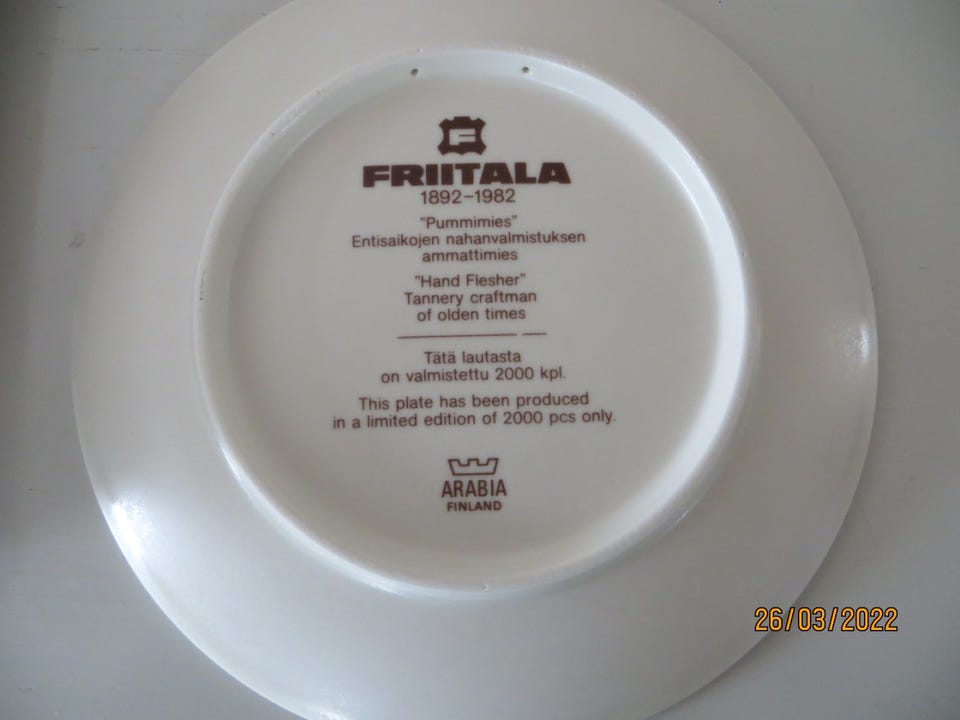 F
FRIITALA
1892-1982
"Pummimies"
Entisaikojen nahanvalmistuksen
ammattimies
"Hand Flesher"
Tannery craftman
of olden times
Tätä lautasta
on valmistettu 2000 kpl.
This plate has been produced
in a limited edition of 2000 pcs only.
ARABIA
FINLAND
26/03/2022